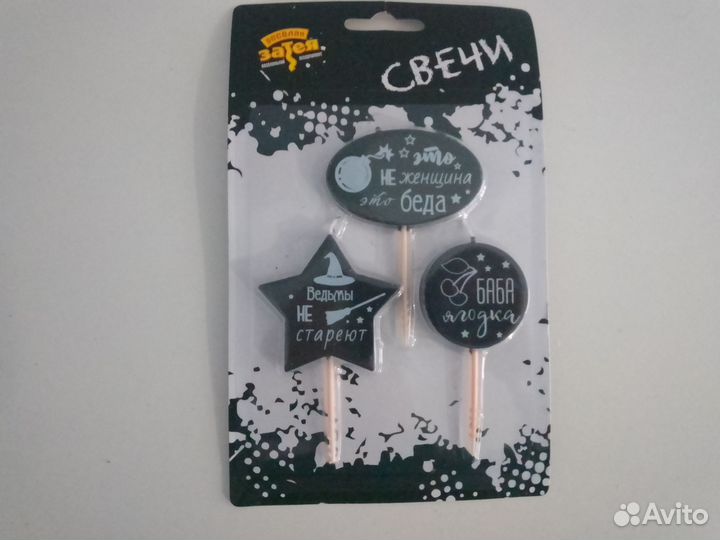 ВЕСЁЛАЯ
ЗАТЕЯ
СВЕЧИ
это
НЕ женщина
это беда
Ведьмы
НЕ
стареют
БАБА
ягодка
Avito